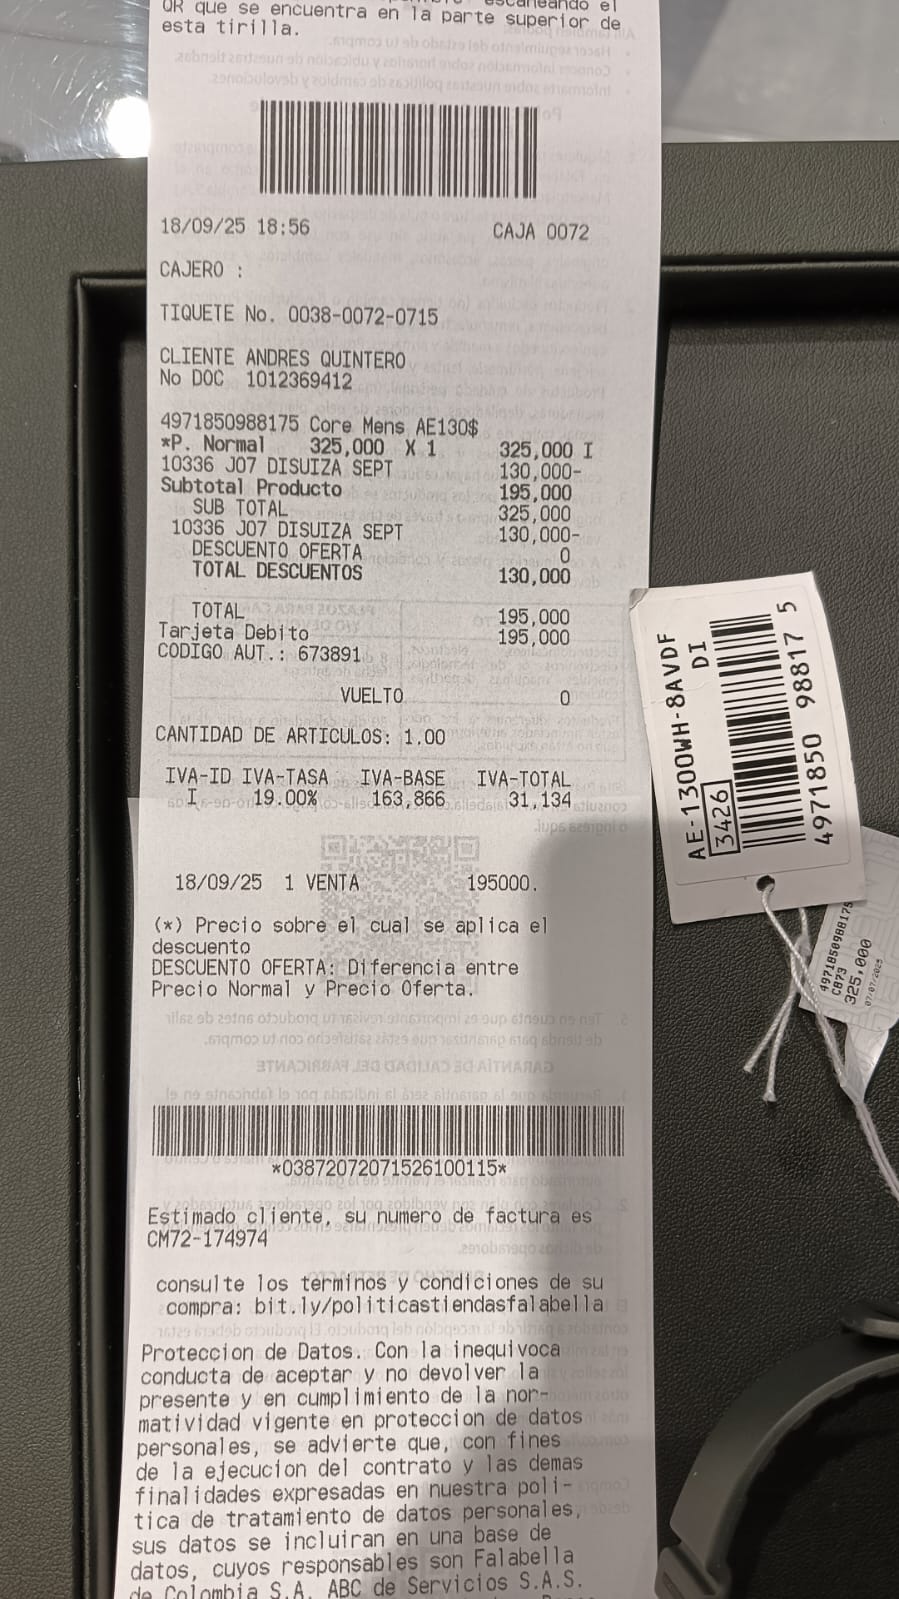 QR que se encuentra en la parte superior de
esta tirilla.
18/09/25 18:56 CAJA 0072
CAJERO :
TIQUETE No. 0038-0072-0715
CLIENTE ANDRES QUINTERO
No DOC 1012369412
4971850988175 Core Mens AE130$
*P. Normal 325,000 X 1 325,000 I
10336 J07 DISUIZA SEPT 130,000-
Subtotal Producto 195,000
SUB TOTAL 325,000
10336 J07 DISUIZA SEPT 130,000-
DESCUENTO OFERTA 0
TOTAL DESCUENTOS 130,000
TOTAL 195,000
Tarjeta Debito 195,000
CODIGO AUT.: 673891
VUELTO 0
CANTIDAD DE ARTICULOS: 1.00
IVA-ID IVA-TASA IVA-BASE IVA-TOTAL
I 19.00% 163,866 31,134
18/09/25 1 VENTA 195000.
(*) Precio sobre el cual se aplica el
descuento
DESCUENTO OFERTA: Diferencia entre
Precio Normal y Precio Oferta.
*03872072071526100115*
Estimado cliente, su numero de factura es
CM72-174974
consulte los terminos y condiciones de su
compra: bit.ly/politicastiendasfalabella
Proteccion de Datos. Con la inequivoca
conducta de aceptar y no devolver la
presente y en cumplimiento de la nor-
matividad vigente en proteccion de datos
personales, se advierte que, con fines
de la ejecucion del contrato y las demas
finalidades expresadas en nuestra poli-
tica de tratamiento de datos personales,
sus datos se incluiran en una base de
datos, cuyos responsables son Falabella
de Colombia S.A. ABC de Servicios S.A.S.
AE-1300WH-8AVDF
DI
3426
4971850 98817 5
4971850988175
CB73
325,000
07/07/2025